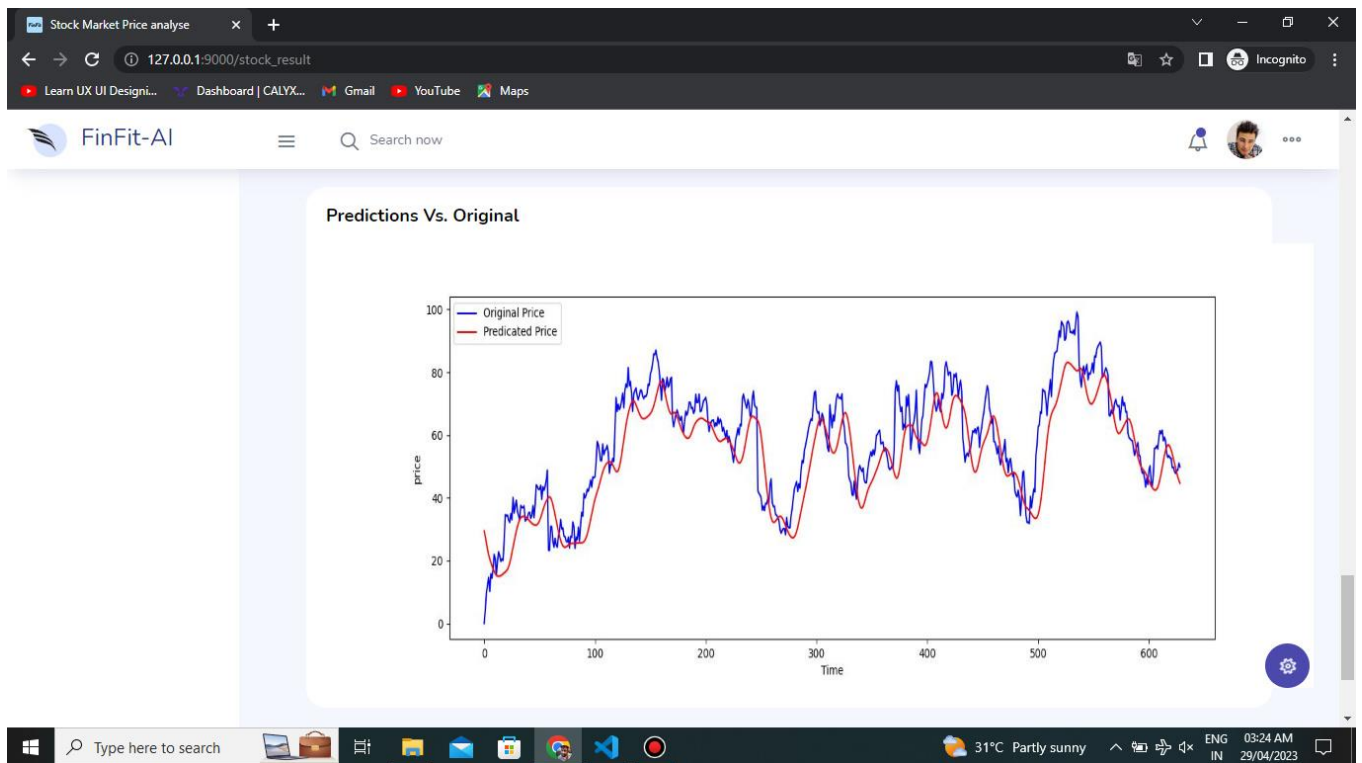 Stock Market Price analyse
127.0.0.1:9000/stock_result
Incognito
Learn UX UI Designi...
Dashboard | CALYX...
Gmail
YouTube
Maps
FinFit-AI
Search now
Predictions Vs. Original
Original Price
Predicated Price
100
80
60
40
20
0
price
0 100 200 300 400 500 600
Time
Type here to search
31°C Partly sunny
ENG
IN
03:24 AM
29/04/2023